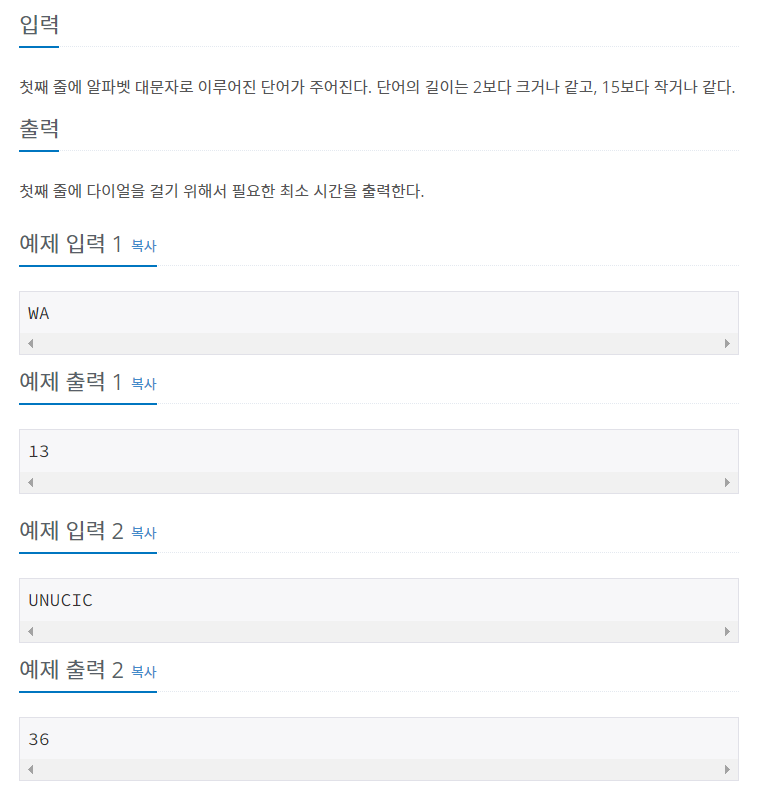 입력
첫째 줄에 알파벳 대문자로 이루어진 단어가 주어진다. 단어의 길이는 2보다 크거나 같고, 15보다 작거나 같다.
출력
첫째 줄에 다이얼을 걸기 위해서 필요한 최소 시간을 출력한다.
예제 입력 1 복사
WA
예제 출력 1 복사
13
예제 입력 2 복사
UNUCIC
예제 출력 2 복사
36